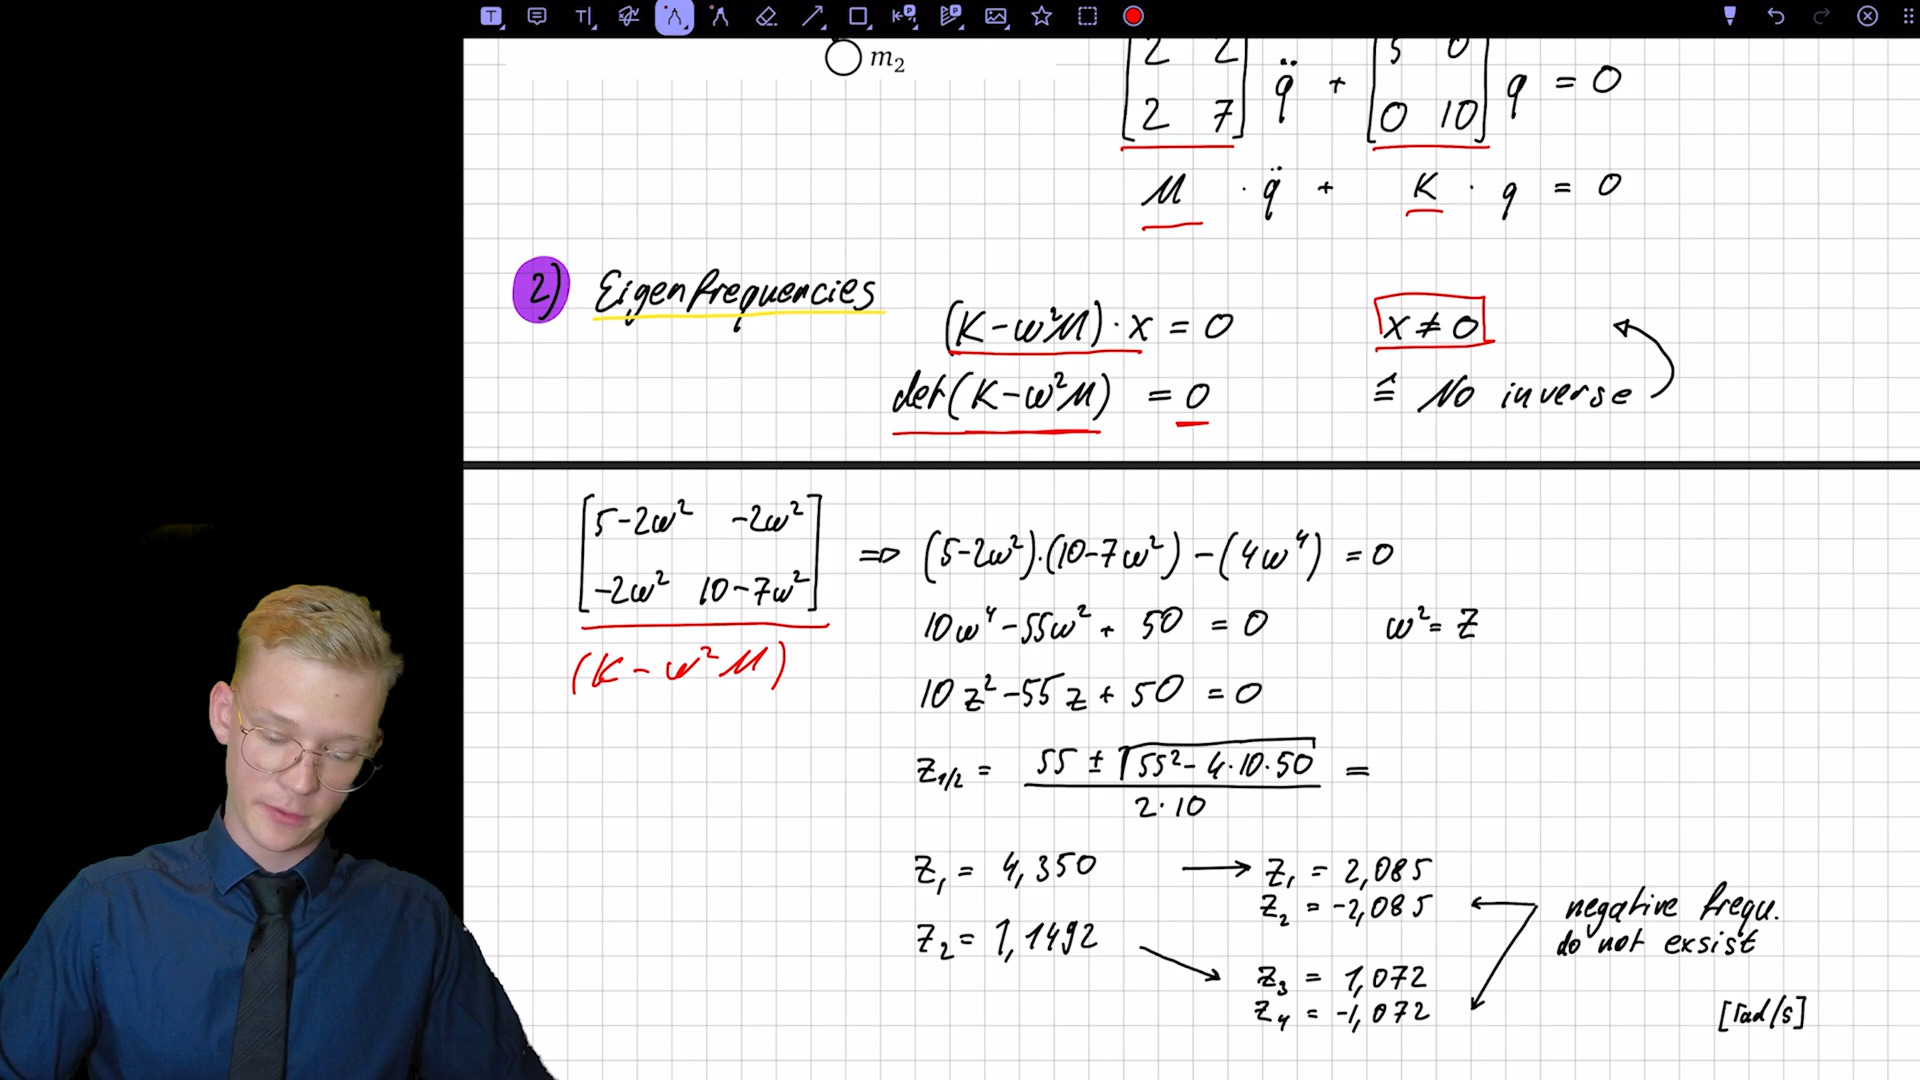 m₂
[2 2; 2 7] q̈ + [5 0; 0 10] q = 0
M · q̈ + K · q = 0
2) Eigenfrequencies
(K-ω²M)·x = 0 x ≠ 0
det(K-ω²M) = 0 ≙ No inverse
[5-2ω² -2ω²; -2ω² 10-7ω²] => (5-2ω²)·(10-7ω²) - (4ω⁴) = 0
(K-ω²M)
10ω⁴-55ω² + 50 = 0 ω² = z
10z²-55z + 50 = 0
z₁/₂ = (55 ± √(55²-4·10·50)) / (2·10) =
z₁ = 4,350 → z₁ = 2,085
z₂ = -2,085 ← negative frequ.
do not exsist
z₂ = 1,1492 → z₃ = 1,072
z₄ = -1,072
[rad/s]